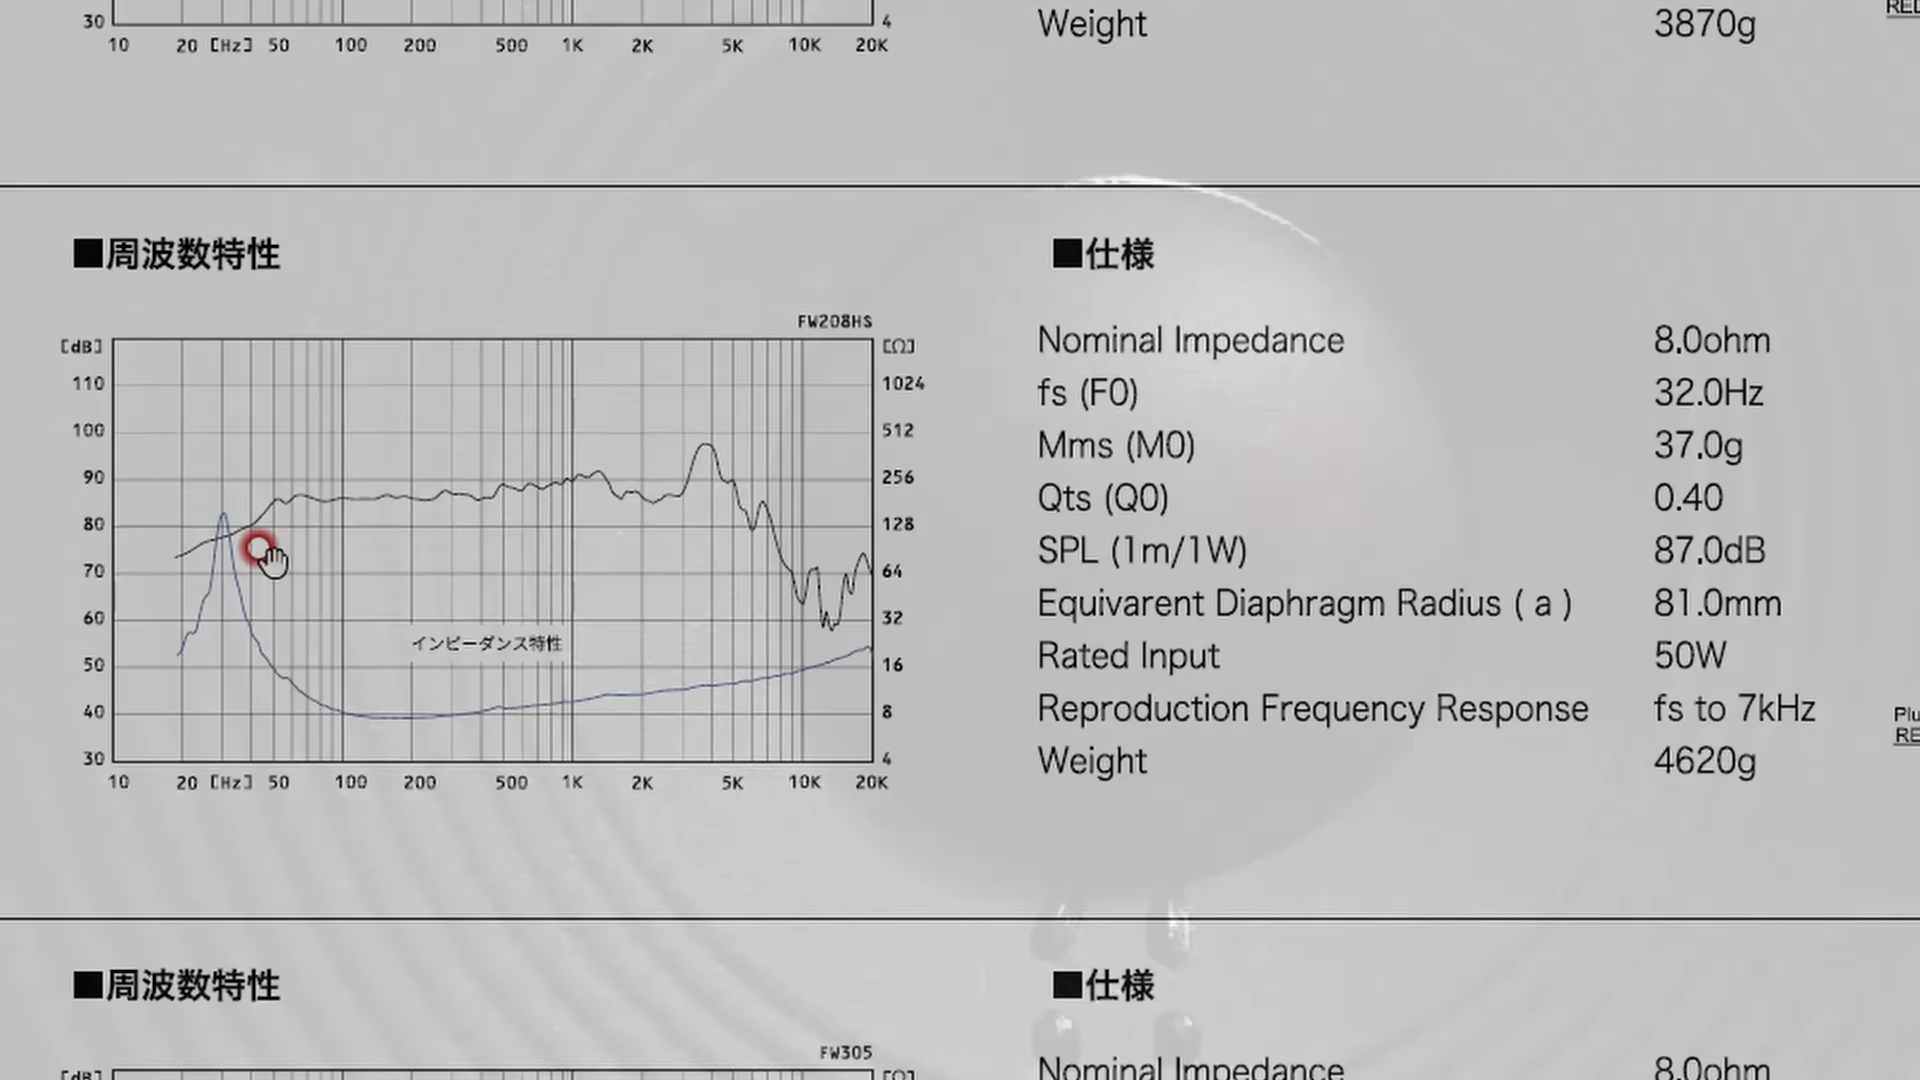 30
4
10 20 [Hz] 50 100 200 500 1K 2K 5K 10K 20K
Weight 3870g
■周波数特性
FW208HS
[dB] [Ω]
110 1024
100 512
90 256
80 128
70 64
60 32
インピーダンス特性
50 16
40 8
30 4
10 20 [Hz] 50 100 200 500 1K 2K 5K 10K 20K
■仕様
Nominal Impedance 8.0ohm
fs (F0) 32.0Hz
Mms (M0) 37.0g
Qts (Q0) 0.40
SPL (1m/1W) 87.0dB
Equivarent Diaphragm Radius ( a ) 81.0mm
Rated Input 50W
Reproduction Frequency Response fs to 7kHz
Weight 4620g
■周波数特性
FW305
[dB]
■仕様
Nominal Impedance 8.0ohm